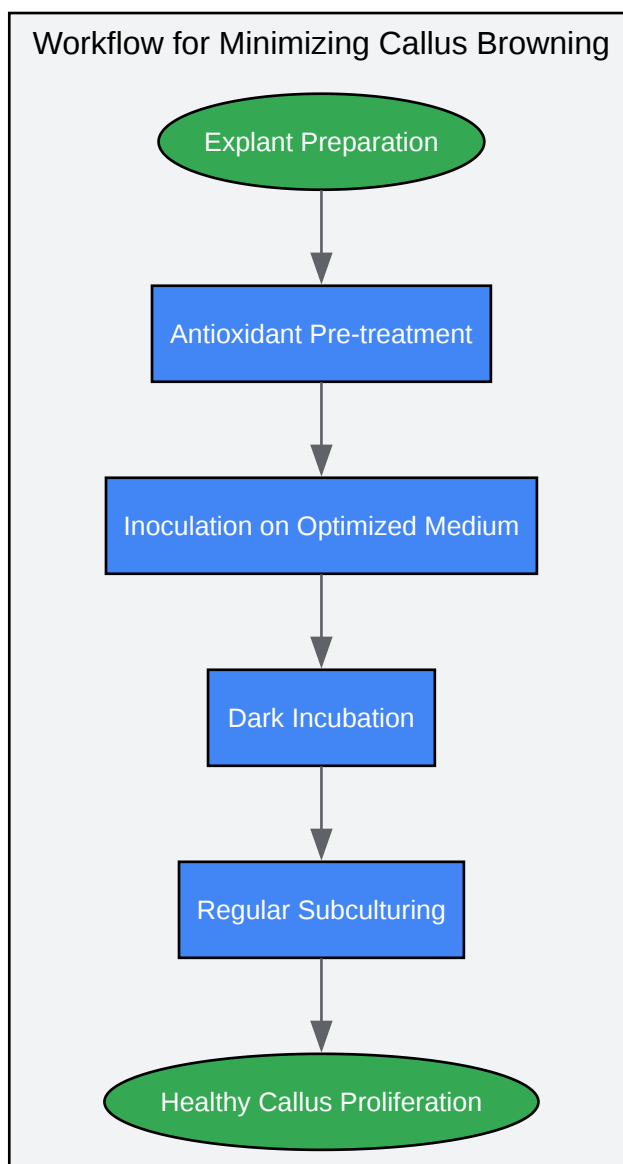 Workflow for Minimizing Callus Browning
Explant Preparation
Antioxidant Pre-treatment
Inoculation on Optimized Medium
Dark Incubation
Regular Subculturing
Healthy Callus Proliferation